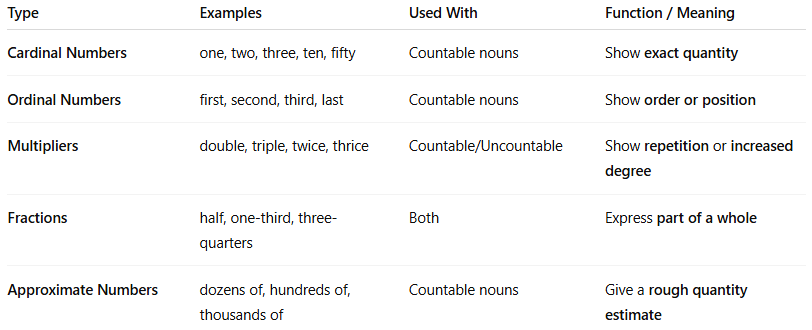 Type Examples Used With Function / Meaning
Cardinal Numbers one, two, three, ten, fifty Countable nouns Show exact quantity
Ordinal Numbers first, second, third, last Countable nouns Show order or position
Multipliers double, triple, twice, thrice Countable/Uncountable Show repetition or increased
degree
Fractions half, one-third, three- Both Express part of a whole
quarters
Approximate Numbers dozens of, hundreds of, Countable nouns Give a rough quantity
thousands of estimate